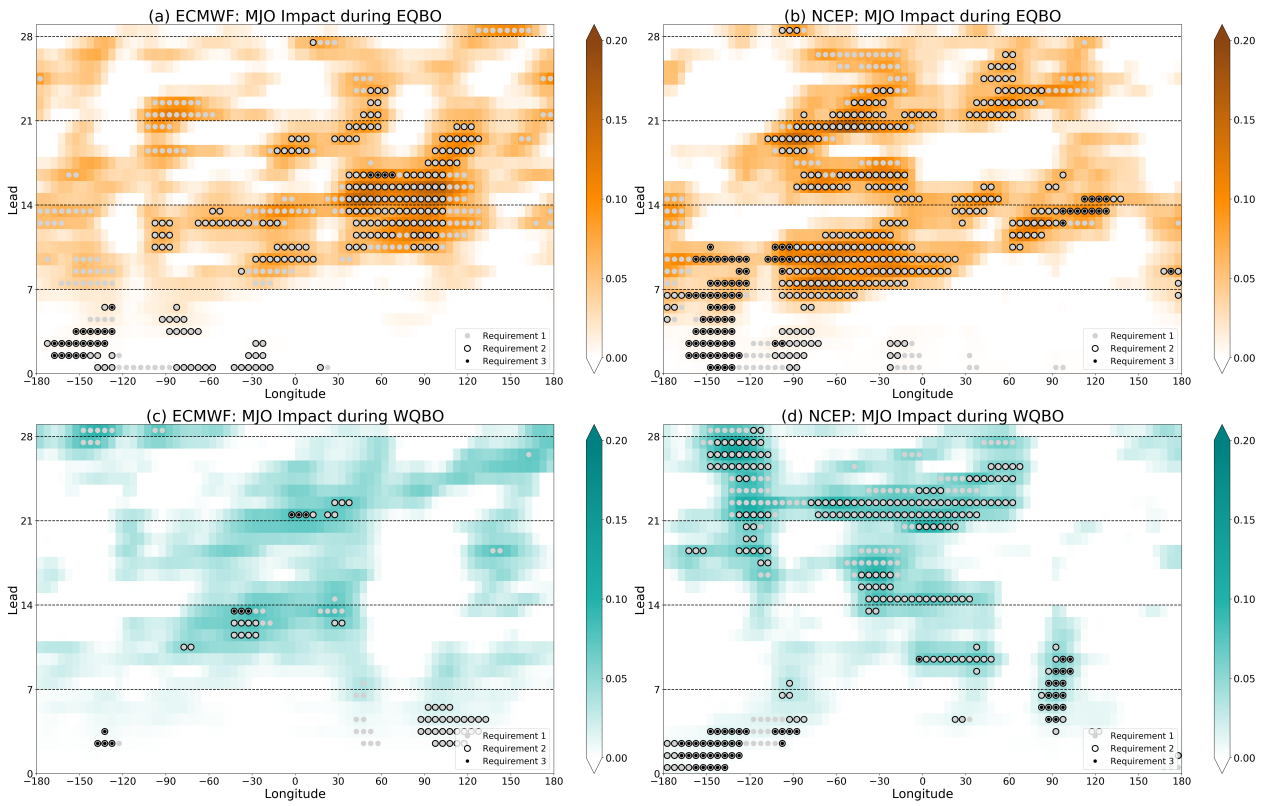 (a) ECMWF: MJO Impact during EQBO
Lead
28
21
14
7
0
−180 −150 −120 −90 −60 −30 0 30 60 90 120 150 180
Longitude
Requirement 1
Requirement 2
Requirement 3
0.20
0.15
0.10
0.05
0.00
(b) NCEP: MJO Impact during EQBO
Lead
28
21
14
7
0
−180 −150 −120 −90 −60 −30 0 30 60 90 120 150 180
Longitude
Requirement 1
Requirement 2
Requirement 3
0.20
0.15
0.10
0.05
0.00
(c) ECMWF: MJO Impact during WQBO
Lead
28
21
14
7
0
−180 −150 −120 −90 −60 −30 0 30 60 90 120 150 180
Longitude
Requirement 1
Requirement 2
Requirement 3
0.20
0.15
0.10
0.05
0.00
(d) NCEP: MJO Impact during WQBO
Lead
28
21
14
7
0
−180 −150 −120 −90 −60 −30 0 30 60 90 120 150 180
Longitude
Requirement 1
Requirement 2
Requirement 3
0.20
0.15
0.10
0.05
0.00